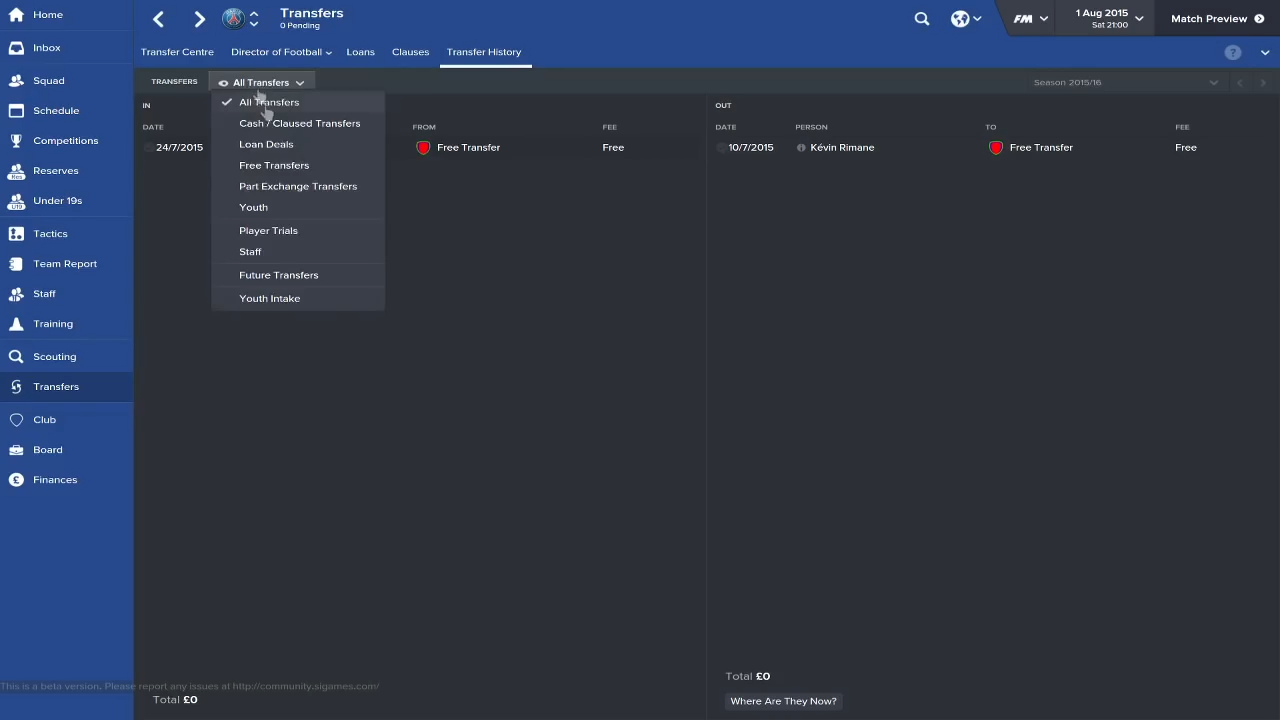 Home
Inbox
Squad
Schedule
Competitions
Reserves
Under 19s
Tactics
Team Report
Staff
Training
Scouting
Transfers
Club
Board
Finances
Transfers
0 Pending
FM
1 Aug 2015
Sat 21:00
Match Preview
Transfer Centre
Director of Football
Loans
Clauses
Transfer History
?
TRANSFERS
All Transfers
Season 2015/16
All Transfers
Cash / Claused Transfers
Loan Deals
Free Transfers
Part Exchange Transfers
Youth
Player Trials
Staff
Future Transfers
Youth Intake
IN
DATE
FROM
FEE
24/7/2015
Free Transfer
Free
OUT
DATE
PERSON
TO
FEE
10/7/2015
Kévin Rimane
Free Transfer
Free
This is a beta version. Please report any issues at http://community.sigames.com/
Total £0
Total £0
Where Are They Now?